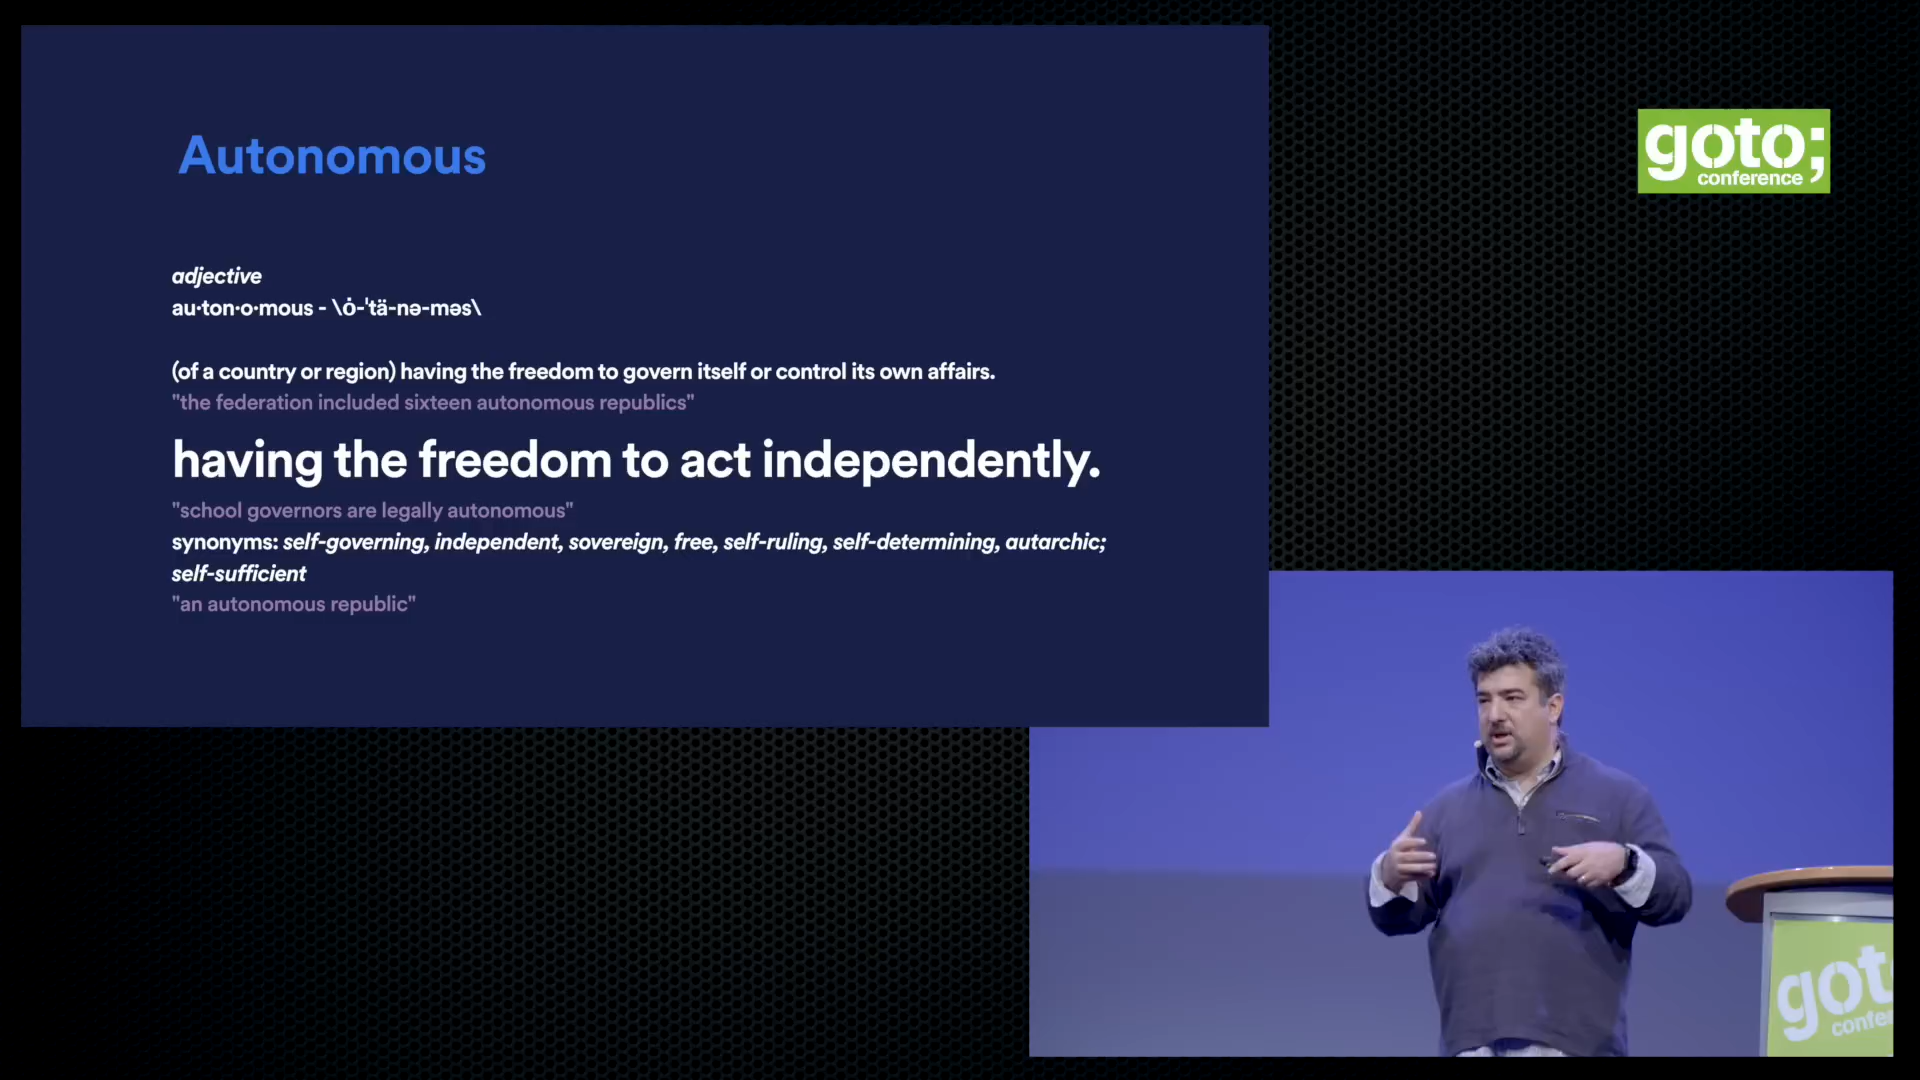 Autonomous
adjective
au·ton·o·mous - \ȯ-ˈtä-nə-məs\
(of a country or region) having the freedom to govern itself or control its own affairs.
"the federation included sixteen autonomous republics"
having the freedom to act independently.
"school governors are legally autonomous"
synonyms: self-governing, independent, sovereign, free, self-ruling, self-determining, autarchic;
self-sufficient
"an autonomous republic"
goto;
conference
got
confe